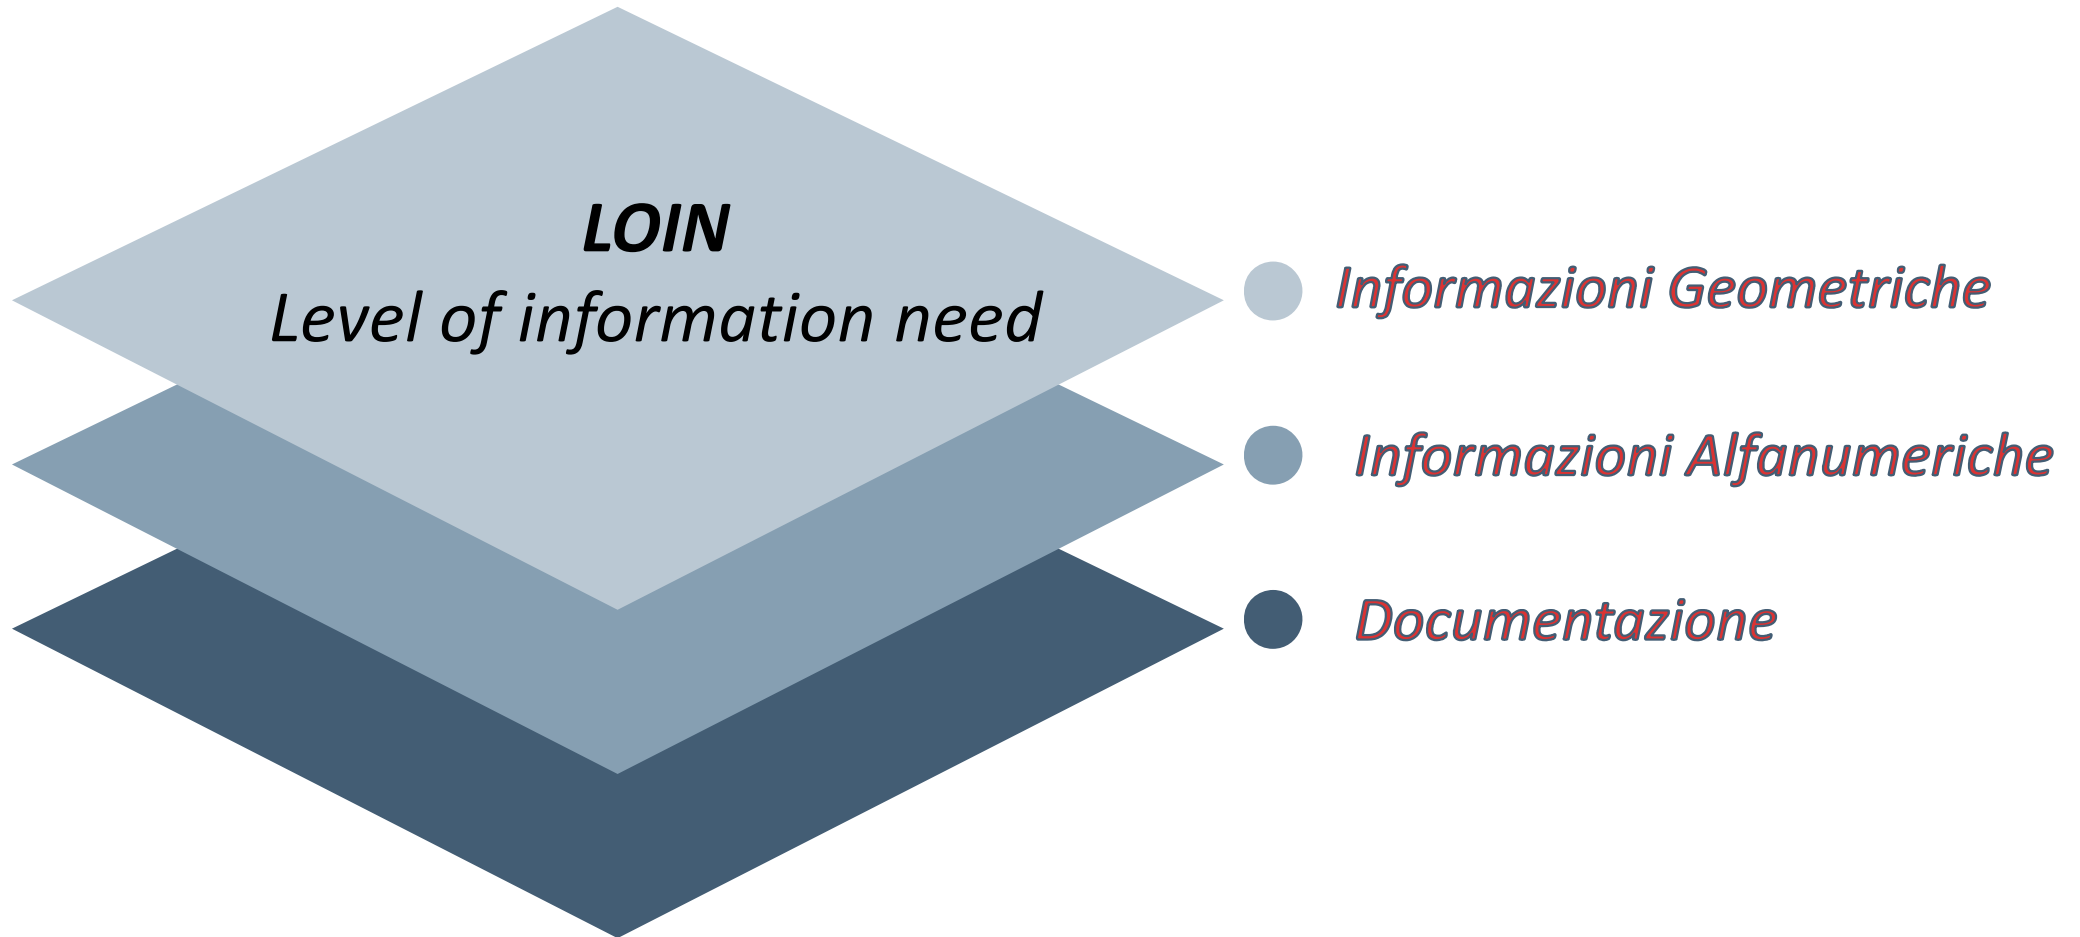 LOIN
Level of information need
Informazioni Geometriche
Informazioni Alfanumeriche
Documentazione